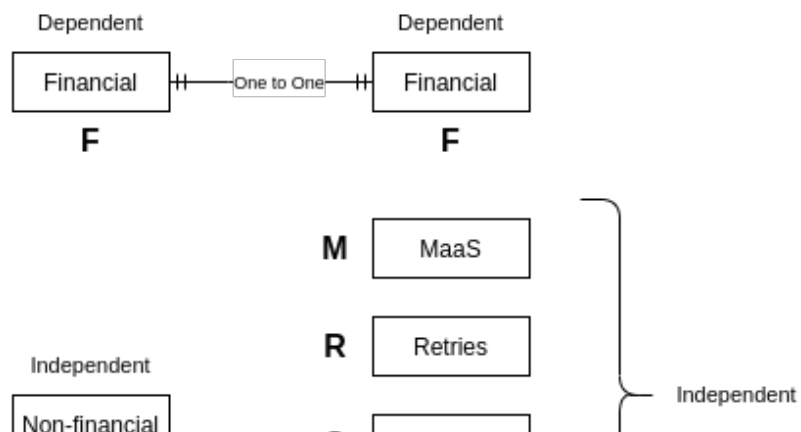 Dependent
Dependent
Financial
One to One
Financial
F
F
M
MaaS
R
Retries
Independent
Independent
Non-financial